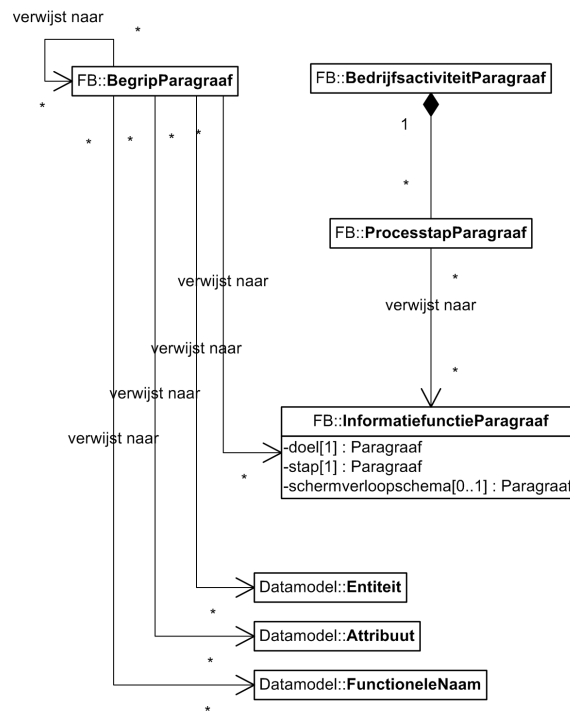 verwijst naar
*
FB::BegripParagraaf
*
* * * *
FB::BedrijfsactiviteitParagraaf
1
*
FB::ProcesstapParagraaf
*
verwijst naar
*
verwijst naar
verwijst naar
verwijst naar
verwijst naar
FB::InformatiefunctieParagraaf
-doel[1] : Paragraaf
-stap[1] : Paragraaf
-schermverloopschema[0..1] : Paragraaf
*
Datamodel::Entiteit
*
Datamodel::Attribuut
*
Datamodel::FunctioneleNaam
*